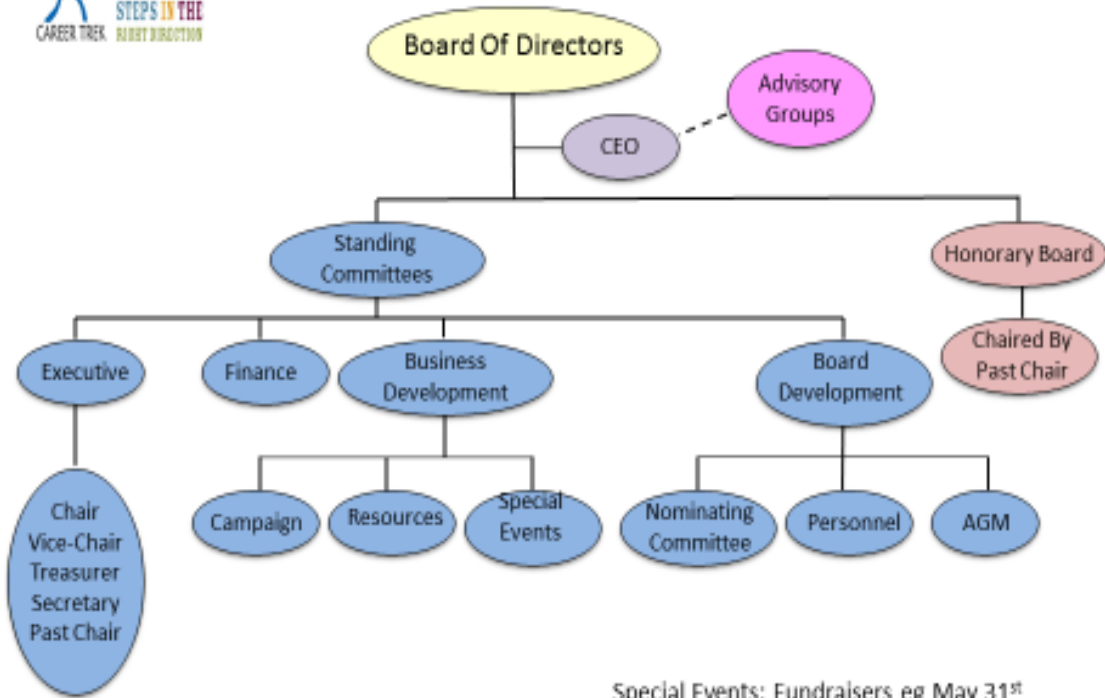 STEPS IN THE
CAREER TREK RIGHT DIRECTION
Board Of Directors
Advisory
Groups
CEO
Standing
Committees
Honorary Board
Executive
Finance
Business
Development
Board
Development
Chaired By
Past Chair
Chair
Vice-Chair
Treasurer
Secretary
Past Chair
Campaign
Resources
Special
Events
Nominating
Committee
Personnel
AGM
Special Events: Fundraisers eg May 31st